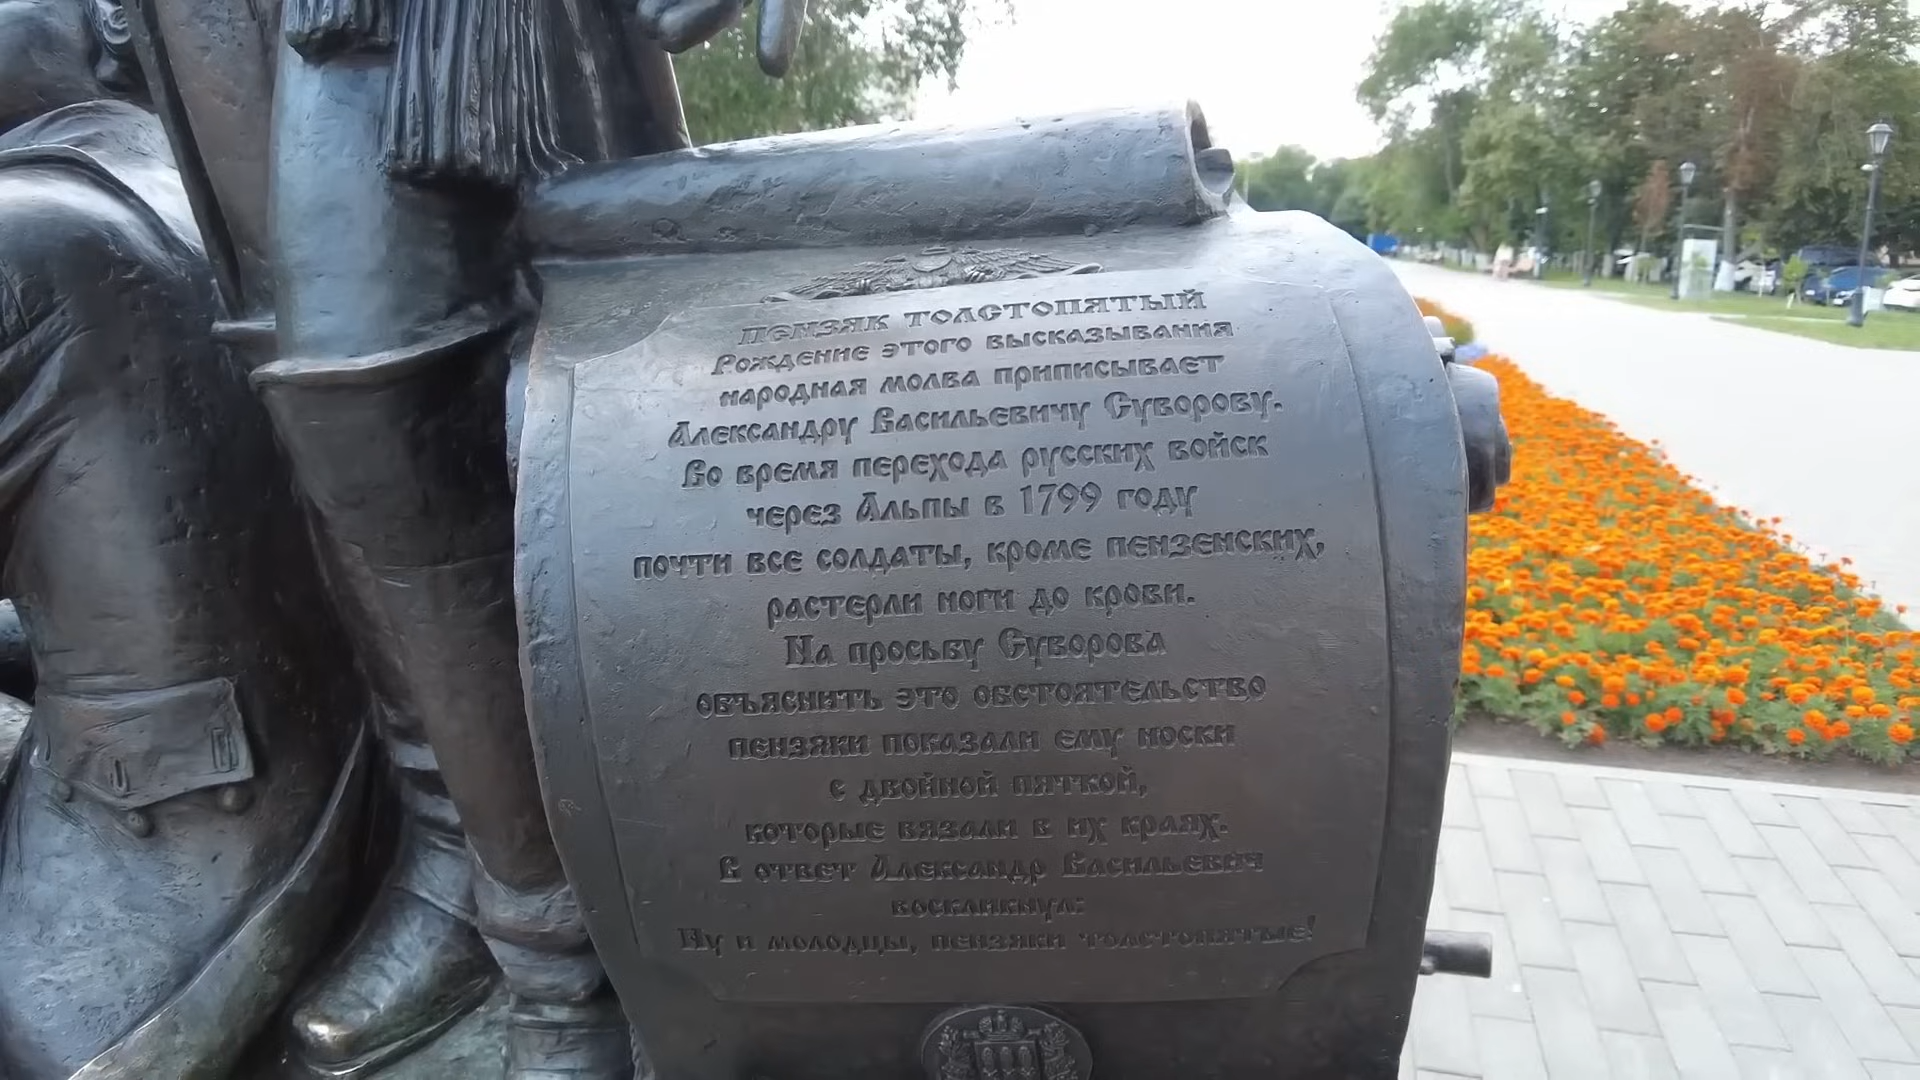 Пензяк толстопятый
Рождение этого высказывания
народная молва приписывает
Александру Васильевичу Суворову.
Во время перехода русских войск
через Альпы в 1799 году
почти все солдаты, кроме пензенских,
растерли ноги до крови.
На просьбу Суворова
объяснить это обстоятельство
пензяки показали ему носки
с двойной пяткой,
которые вязали в их краях.
В ответ Александр Васильевич
воскликнул:
Ну и молодцы, пензяки толстопятые!